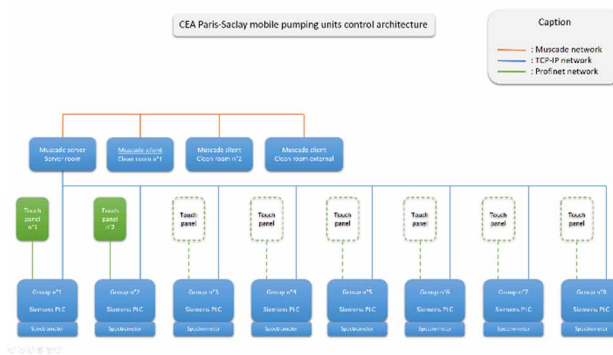 CEA Paris-Saclay mobile pumping units control architecture
Caption
: Muscade network
: TCP-IP network
: Profinet network
Muscade server
Server room
Muscade client
Clean room n°1
Muscade client
Clean room n°2
Muscade client
Clean room external
Touch
panel
n°1
Touch
panel
n°2
Touch
panel
Touch
panel
Touch
panel
Touch
panel
Touch
panel
Touch
panel
Group n°1
Siemens PLC
Spectrometer
Group n°2
Siemens PLC
Spectrometer
Group n°3
Siemens PLC
Spectrometer
Group n°4
Siemens PLC
Spectrometer
Group n°5
Siemens PLC
Spectrometer
Group n°6
Siemens PLC
Spectrometer
Group n°7
Siemens PLC
Spectrometer
Group n°8
Siemens PLC
Spectrometer